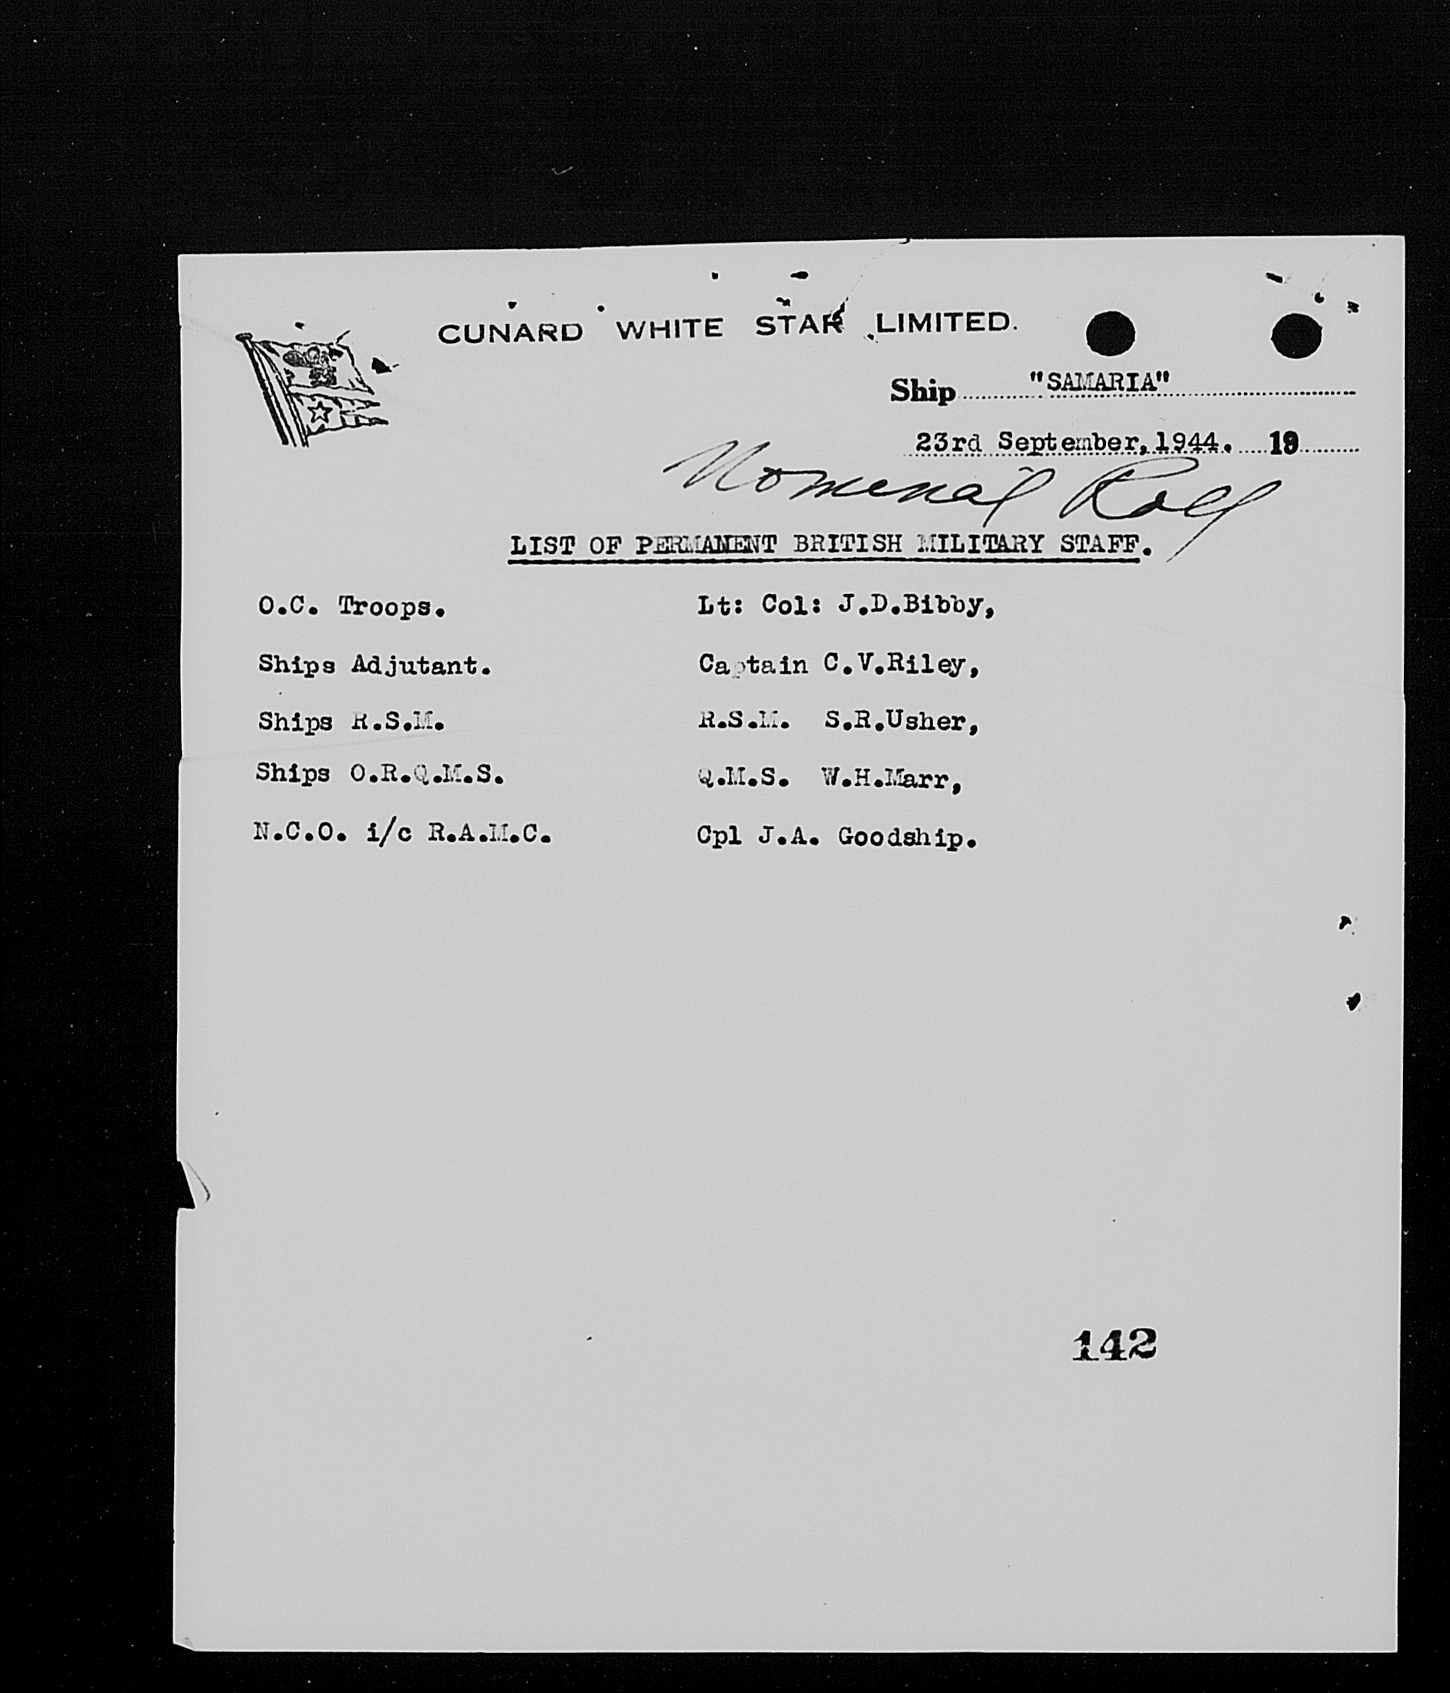 CUNARD WHITE STAR LIMITED.
Ship "SAMARIA"
23rd September, 1944. 19
Nominal Roll
LIST OF PERMANENT BRITISH MILITARY STAFF.
O.C. Troops. Lt: Col: J.D.Bibby,
Ships Adjutant. Captain C.V.Riley,
Ships R.S.M. R.S.M. S.R.Usher,
Ships O.R.Q.M.S. Q.M.S. W.H.Marr,
N.C.O. i/c R.A.M.C. Cpl J.A. Goodship.
142